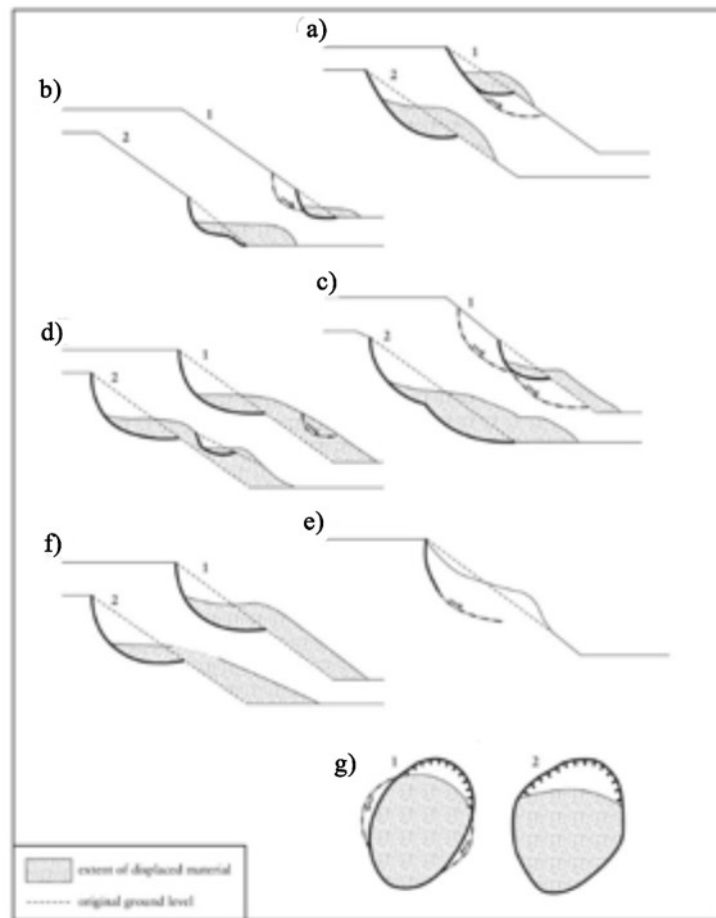 a)
1
2
b)
1
2
c)
1
2
d)
1
2
e)
f)
1
2
g)
1
2
extent of displaced material
original ground level